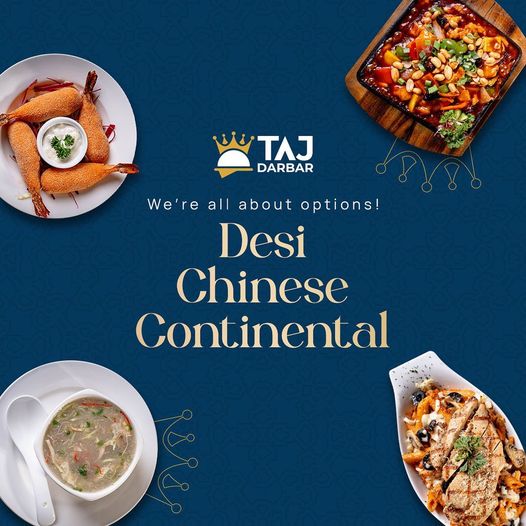 TAJ
DARBAR
We're all about options!
Desi
Chinese
Continental